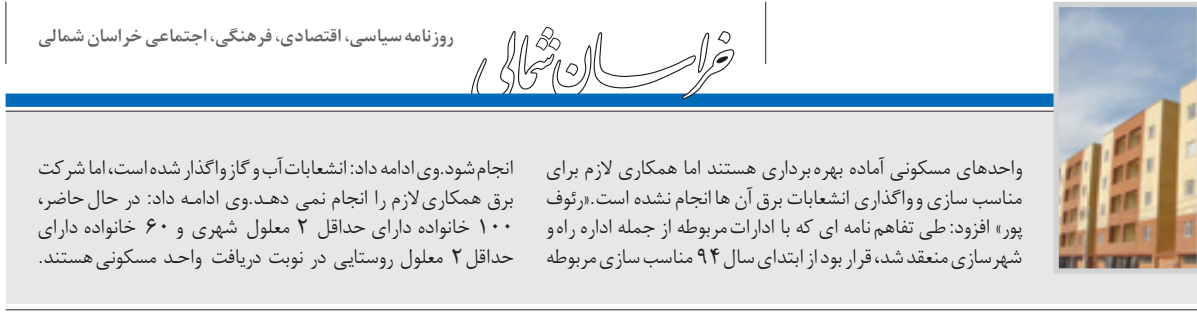 روزنامه سیاسی، اقتصادی، فرهنگی، اجتماعی خراسان شمالی
خراسان شمالی
واحدهای مسکونی آماده بهره برداری هستند اما همکاری لازم برای
مناسب سازی و واگذاری انشعابات برق آن ها انجام نشده است.«رئوف
پور» افزود: طی تفاهم نامه ای که با ادارات مربوطه از جمله اداره راه و
شهرسازی منعقد شد، قرار بود از ابتدای سال ۹۴ مناسب سازی مربوطه
انجام شود.وی ادامه داد: انشعابات آب و گاز واگذار شده است، اما شرکت
برق همکاری لازم را انجام نمی دهد.وی ادامه داد: در حال حاضر،
۱۰۰ خانواده دارای حداقل ۲ معلول شهری و ۶۰ خانواده دارای
حداقل ۲ معلول روستایی در نوبت دریافت واحد مسکونی هستند.